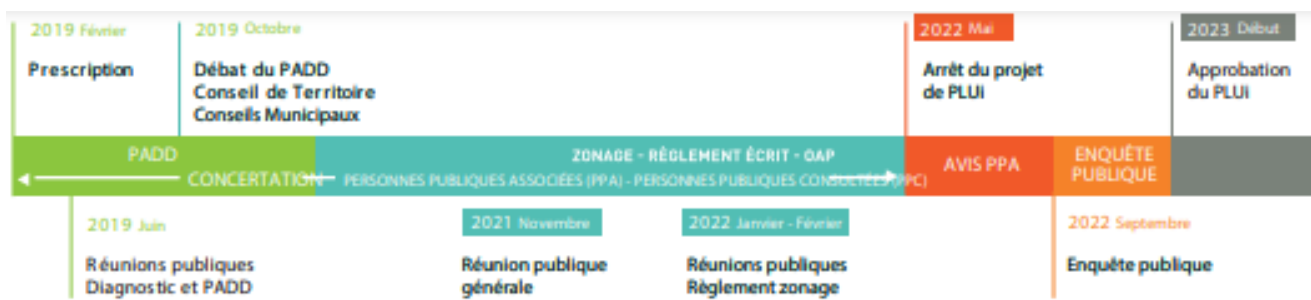 2019 Février
2019 Octobre
2022 Mai
2023 Début
Prescription
Débat du PADD
Conseil de Territoire
Conseils Municipaux
Arrêt du projet
de PLUi
Approbation
du PLUi
PADD
CONCERTATION
ZONAGE - RÈGLEMENT ÉCRIT - OAP
PERSONNES PUBLIQUES ASSOCIÉES (PPA) - PERSONNES PUBLIQUES CONSULTÉES (PPC)
AVIS PPA
ENQUÊTE
PUBLIQUE
2019 Juin
2021 Novembre
2022 Janvier - Février
2022 Septembre
Réunions publiques
Diagnostic et PADD
Réunion publique
générale
Réunions publiques
Règlement zonage
Enquête publique